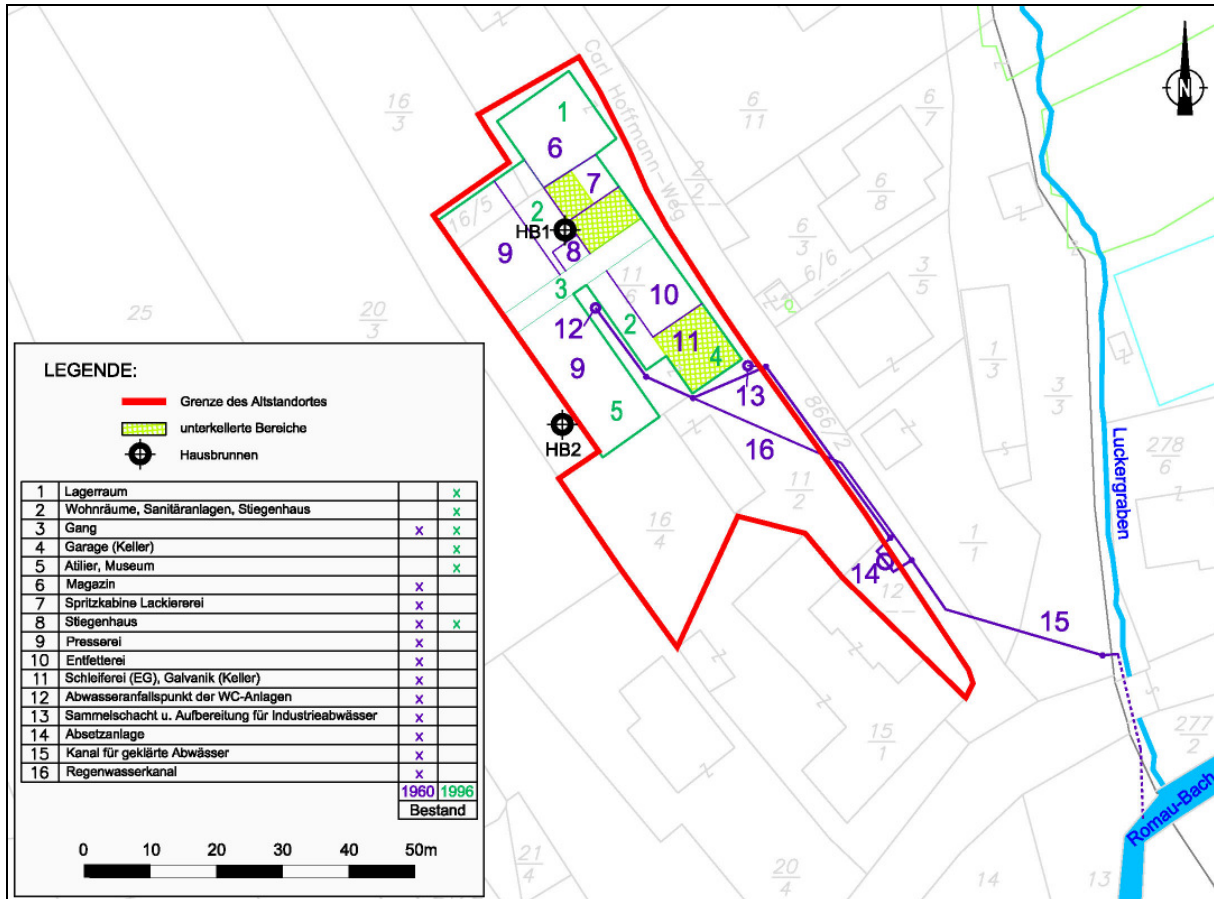 Carl Hoffmann-Weg
N
16
3
6
11
6
7
6
8
2
2
6
3
6/6
3
5
1
3
3
3
278
6
1
1
277
2
866/2
16/5
11
6
25
20
3
16
4
11
2
12
15
1
21
4
20
4
14
13
1
6
7
2
HB1
8
9
3
10
12
2
11
4
9
5
13
HB2
16
14
15
Luckergraben
Romau-Bach
LEGENDE:
Grenze des Altstandortes
unterkellerte Bereiche
Hausbrunnen
1 Lagerraum x
2 Wohnräume, Sanitäranlagen, Stiegenhaus x
3 Gang x x
4 Garage (Keller) x
5 Atilier, Museum x
6 Magazin x
7 Spritzkabine Lackiererei x
8 Stiegenhaus x x
9 Presserei x
10 Entfetterei x
11 Schleiferei (EG), Galvanik (Keller) x
12 Abwasseranfallspunkt der WC-Anlagen x
13 Sammelschacht u. Aufbereitung für Industrieabwässer x
14 Absetzanlage x
15 Kanal für geklärte Abwässer x
16 Regenwasserkanal x
1960 1996
Bestand
0 10 20 30 40 50m